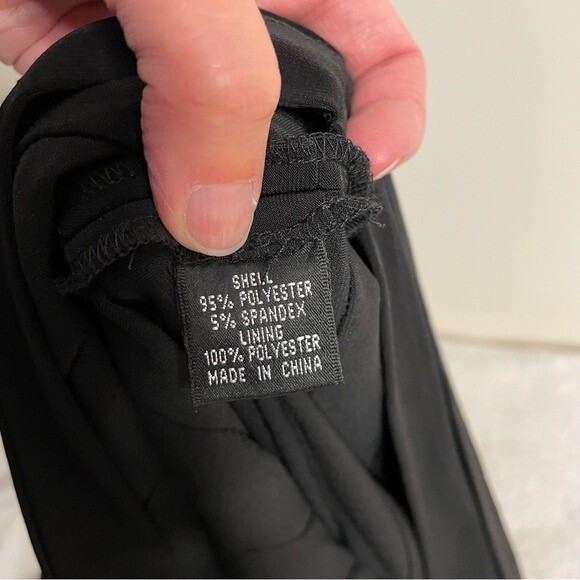 SHELL
95% POLYESTER
5% SPANDEX
LINING
100% POLYESTER
MADE IN CHINA